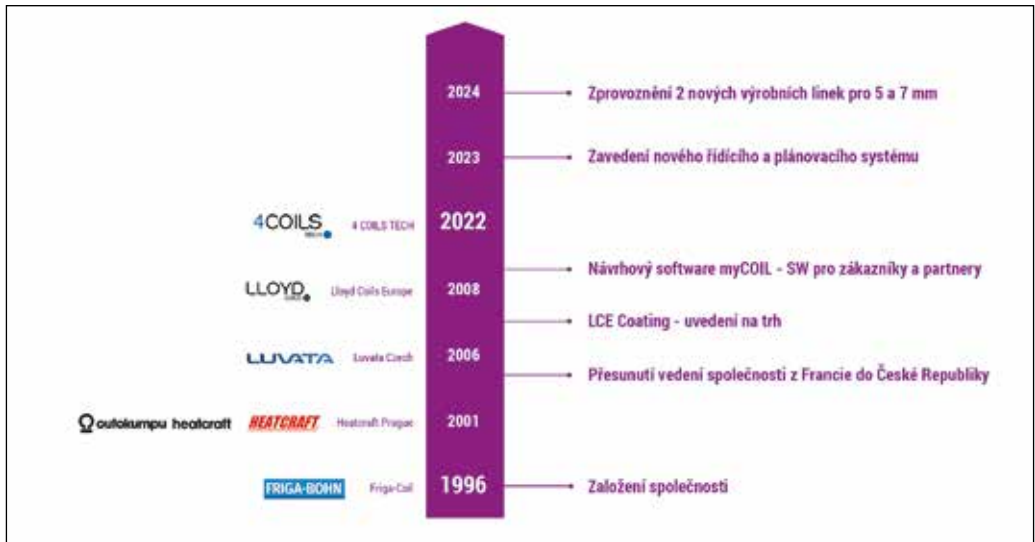 2024 Zprovoznění 2 nových výrobních linek pro 5 a 7 mm
2023 Zavedení nového řídícího a plánovacího systému
4COILS 4 COILS TECH 2022
Návrhový software myCOIL - SW pro zákazníky a partnery
LLOYD Lloyd Coils Europe 2008
LCE Coating - uvedení na trh
LUVATA Luvata Czech 2006
Přesunutí vedení společnosti z Francie do České Republiky
outokumpu heatcraft HEATCRAFT Heatcraft Prague 2001
FRIGA-BOHN Friga-Coil 1996 Založení společnosti